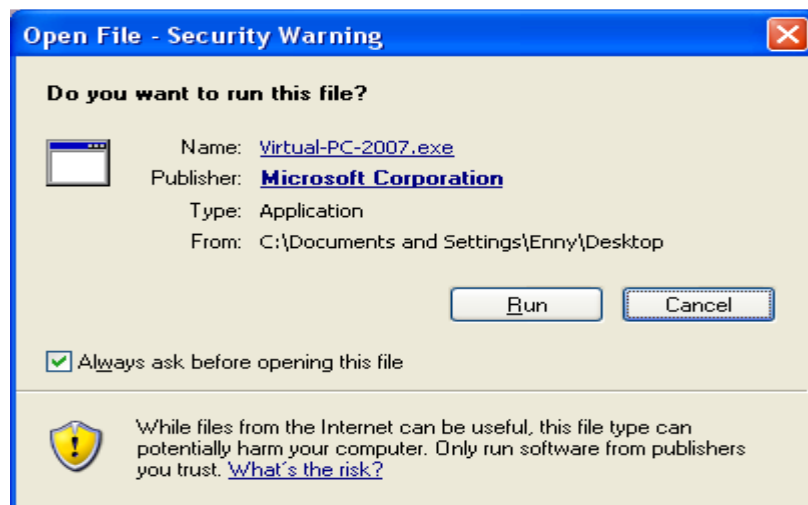 Open File - Security Warning
Do you want to run this file?
Name: Virtual-PC-2007.exe
Publisher: Microsoft Corporation
Type: Application
From: C:\Documents and Settings\Enny\Desktop
Run Cancel
Always ask before opening this file
While files from the Internet can be useful, this file type can
potentially harm your computer. Only run software from publishers
you trust. What's the risk?